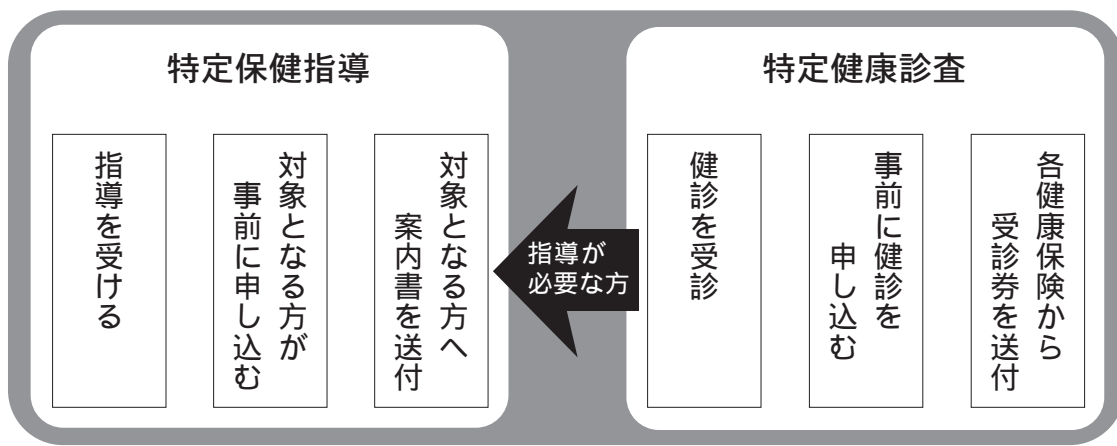 特定健康診査
各健康保険から
受診券を送付
事前に健診を
申し込む
健診を受診
指導が
必要な方
特定保健指導
対象となる方へ
案内書を送付
対象となる方が
事前に申し込む
指導を受ける